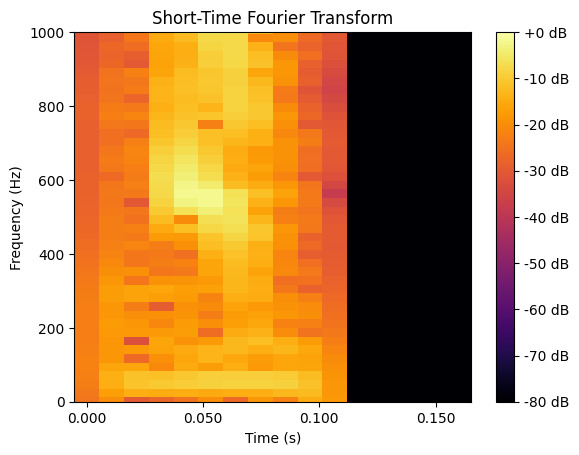 Short-Time Fourier Transform
1000
800
600
400
200
0
Frequency (Hz)
0.000
0.050
0.100
0.150
Time (s)
+0 dB
-10 dB
-20 dB
-30 dB
-40 dB
-50 dB
-60 dB
-70 dB
-80 dB